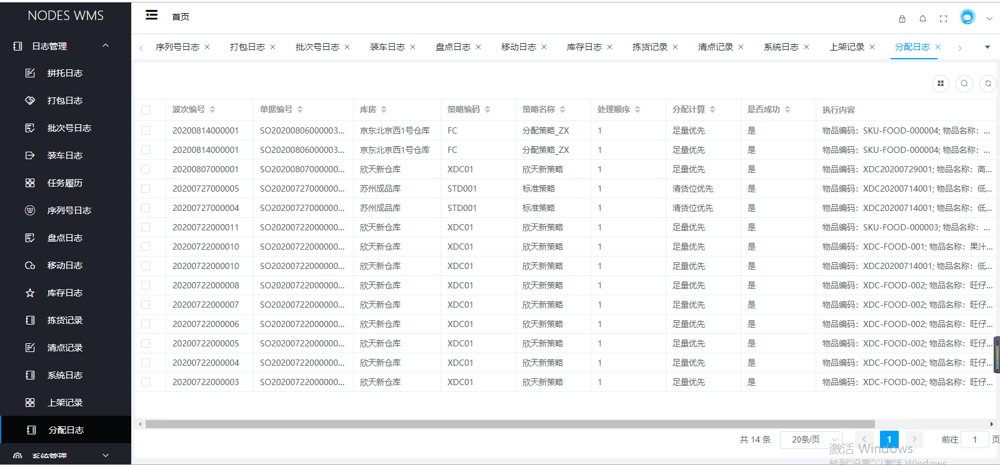 NODES WMS
首页
日志管理
拼托日志
打包日志
批次号日志
装车日志
任务履历
序列号日志
盘点日志
移动日志
库存日志
拣货记录
清点记录
系统日志
上架记录
分配日志
系统管理
序列号日志 打包日志 批次号日志 装车日志 盘点日志 移动日志 库存日志 拣货记录 清点记录 系统日志 上架记录 分配日志
波次编号 单据编号 库房 策略编码 策略名称 处理顺序 分配计算 是否成功 执行内容
20200814000001 SO20200806000003... 京东北京西1号仓库 FC 分配策略_ZX 1 足量优先 是 物品编码：SKU-FOOD-000004; 物品名称：...
20200814000001 SO20200806000003... 京东北京西1号仓库 FC 分配策略_ZX 1 足量优先 是 物品编码：SKU-FOOD-000004; 物品名称：...
20200807000001 SO20200807000000... 欣天新仓库 XDC01 欣天新策略 1 足量优先 是 物品编码：XDC20200729001; 物品名称：高...
20200727000005 SO20200727000000... 苏州成品库 STD001 标准策略 1 清货位优先 是 物品编码：XDC20200714001; 物品名称：低...
20200727000004 SO20200727000000... 苏州成品库 STD001 标准策略 1 清货位优先 是 物品编码：XDC20200714001; 物品名称：低...
20200722000011 SO20200722000000... 欣天新仓库 XDC01 欣天新策略 1 足量优先 是 物品编码：SKU-FOOD-000003; 物品名称：...
20200722000010 SO20200722000000... 欣天新仓库 XDC01 欣天新策略 1 足量优先 是 物品编码：XDC-FOOD-001; 物品名称：果汁...
20200722000010 SO20200722000000... 欣天新仓库 XDC01 欣天新策略 1 足量优先 是 物品编码：XDC20200714001; 物品名称：低...
20200722000008 SO20200722000000... 欣天新仓库 XDC01 欣天新策略 1 足量优先 是 物品编码：XDC-FOOD-002; 物品名称：旺仔...
20200722000007 SO20200722000000... 欣天新仓库 XDC01 欣天新策略 1 足量优先 是 物品编码：XDC-FOOD-002; 物品名称：旺仔...
20200722000006 SO20200722000000... 欣天新仓库 XDC01 欣天新策略 1 足量优先 是 物品编码：XDC-FOOD-002; 物品名称：旺仔...
20200722000005 SO20200722000000... 欣天新仓库 XDC01 欣天新策略 1 足量优先 是 物品编码：XDC-FOOD-002; 物品名称：旺仔...
20200722000004 SO20200722000000... 欣天新仓库 XDC01 欣天新策略 1 足量优先 是 物品编码：XDC-FOOD-002; 物品名称：旺仔...
20200722000003 SO20200722000000... 欣天新仓库 XDC01 欣天新策略 1 足量优先 是 物品编码：XDC-FOOD-002; 物品名称：旺仔...
共 14 条 20条/页 1 前往 1 页
激活 Windows
转到"设置"以激活 Windows